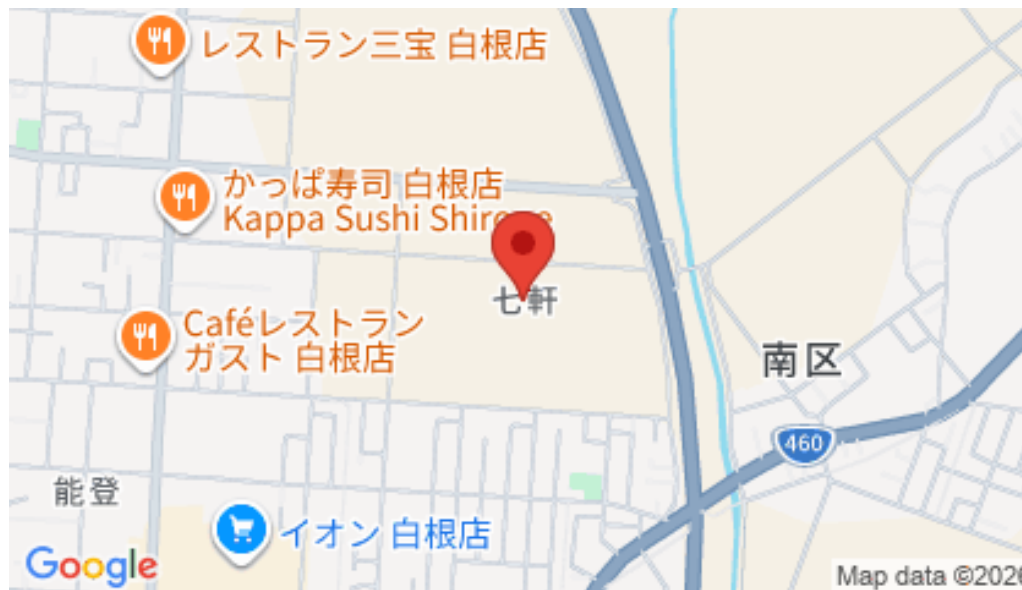 レストラン三宝 白根店
かっぱ寿司 白根店
Kappa Sushi
七軒
Caféレストラン
ガスト 白根店
南区
460
能登
イオン 白根店
Google
Map data ©2026